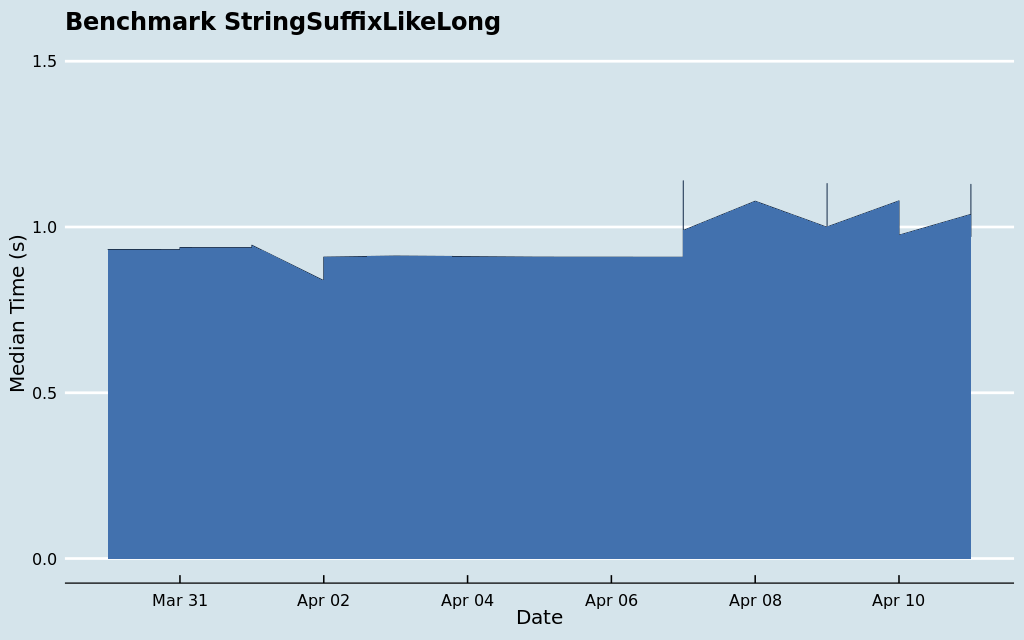 Benchmark StringSuffixLikeLong
1.5
1.0
0.5
0.0
Median Time (s)
Mar 31
Apr 02
Apr 04
Apr 06
Apr 08
Apr 10
Date